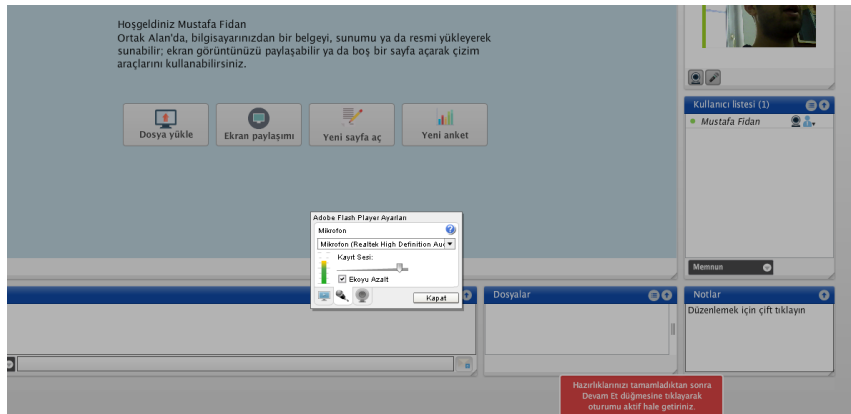 Hoşgeldiniz Mustafa Fidan
Ortak Alan'da, bilgisayarınızdan bir belgeyi, sunumu ya da resmi yükleyerek
sunabilir; ekran görüntünüzü paylaşabilir ya da boş bir sayfa açarak çizim
araçlarını kullanabilirsiniz.
Dosya yükle
Ekran paylaşımı
Yeni sayfa aç
Yeni anket
Kullanıcı listesi (1)
Mustafa Fidan
Adobe Flash Player Ayarları
Mikrofon
Mikrofon (Realtek High Definition Au
Kayıt Sesi:
Ekoyu Azalt
Kapat
Memnun
Dosyalar
Notlar
Düzenlemek için çift tıklayın
Hazırlıklarınızı tamamladıktan sonra
Devam Et düğmesine tıklayarak
oturumu aktif hale getiriniz.